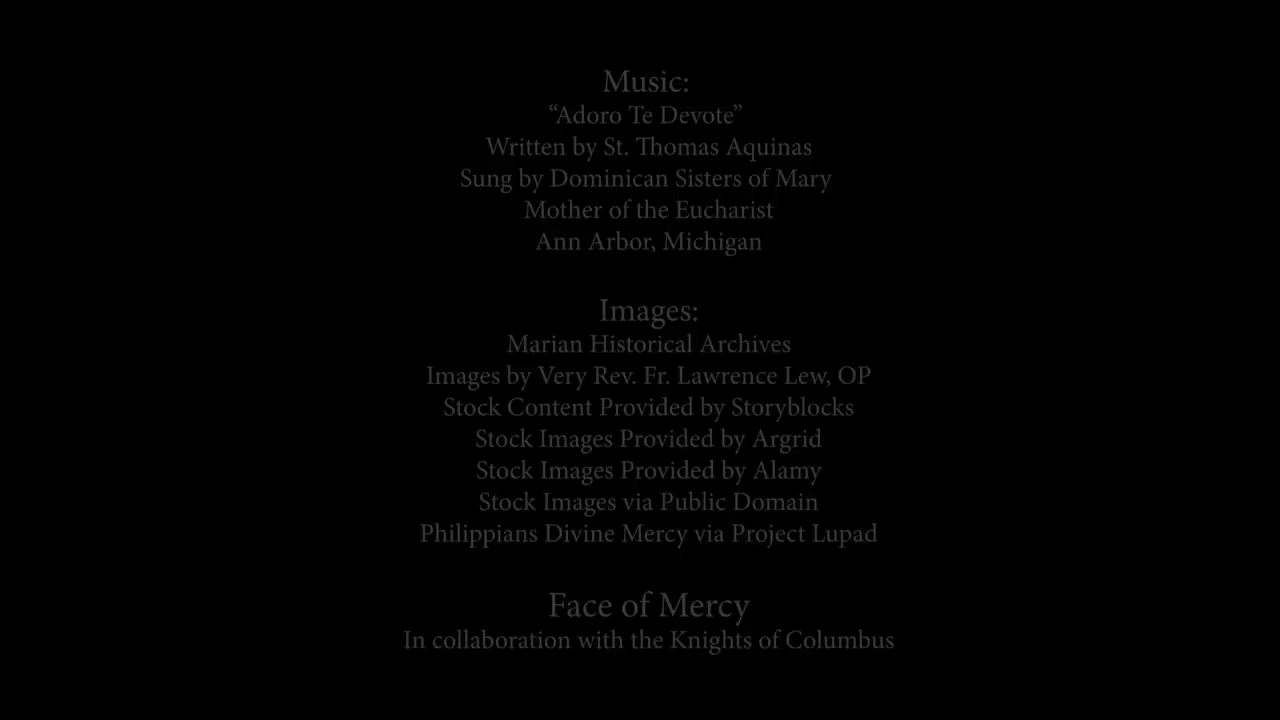 Music:
“Adoro Te Devote”
Written by St. Thomas Aquinas
Sung by Dominican Sisters of Mary
Mother of the Eucharist
Ann Arbor, Michigan
Images:
Marian Historical Archives
Images by Very Rev. Fr. Lawrence Lew, OP
Stock Content Provided by Storyblocks
Stock Images Provided by Argrid
Stock Images Provided by Alamy
Stock Images via Public Domain
Philippians Divine Mercy via Project Lupad
Face of Mercy
In collaboration with the Knights of Columbus